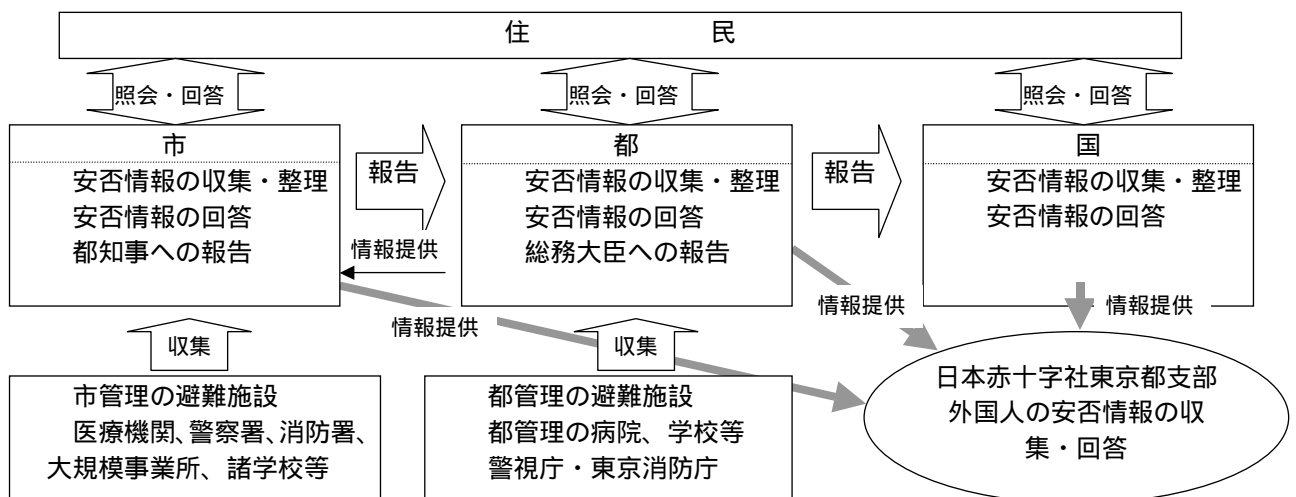 住　民
照会・回答
照会・回答
照会・回答
市
安否情報の収集・整理
安否情報の回答
都知事への報告
報告
都
安否情報の収集・整理
安否情報の回答
総務大臣への報告
報告
国
安否情報の収集・整理
安否情報の回答
情報提供
情報提供
情報提供
情報提供
収集
収集
市管理の避難施設
医療機関、警察署、消防署、
大規模事業所、諸学校等
都管理の避難施設
都管理の病院、学校等
警視庁・東京消防庁
日本赤十字社東京都支部
外国人の安否情報の収
集・回答